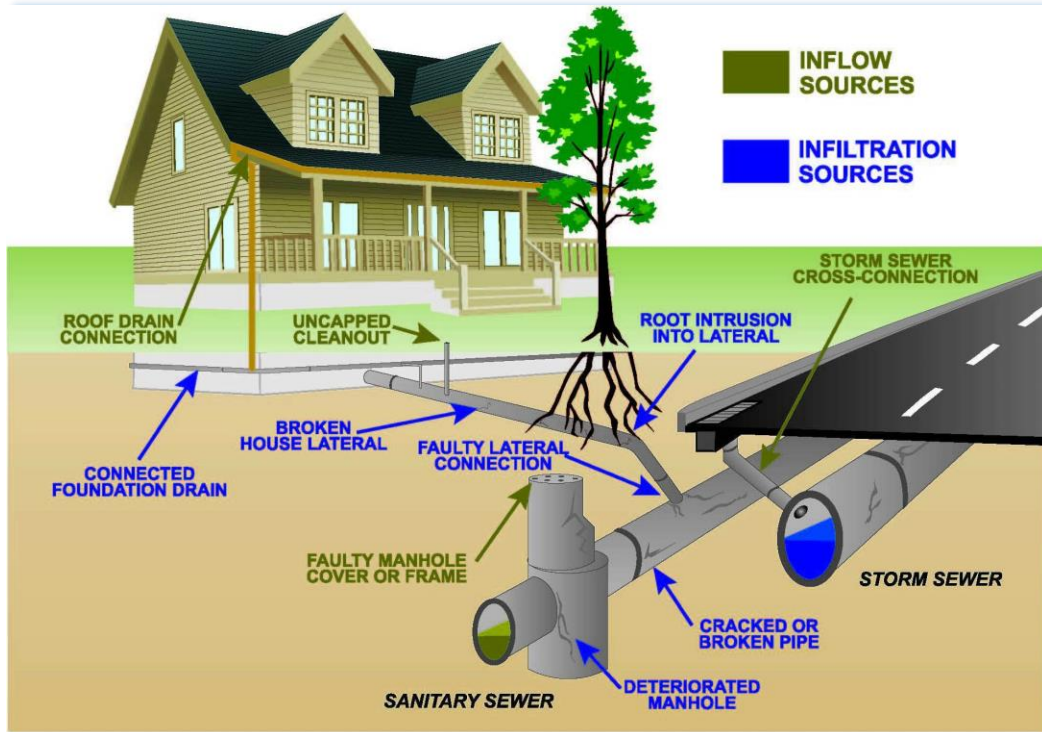 INFLOW
SOURCES
INFILTRATION
SOURCES
STORM SEWER
CROSS-CONNECTION
ROOF DRAIN
CONNECTION
UNCAPPED
CLEANOUT
ROOT INTRUSION
INTO LATERAL
BROKEN
HOUSE LATERAL
FAULTY LATERAL
CONNECTION
CONNECTED
FOUNDATION DRAIN
FAULTY MANHOLE
COVER OR FRAME
STORM SEWER
CRACKED OR
BROKEN PIPE
SANITARY SEWER
DETERIORATED
MANHOLE